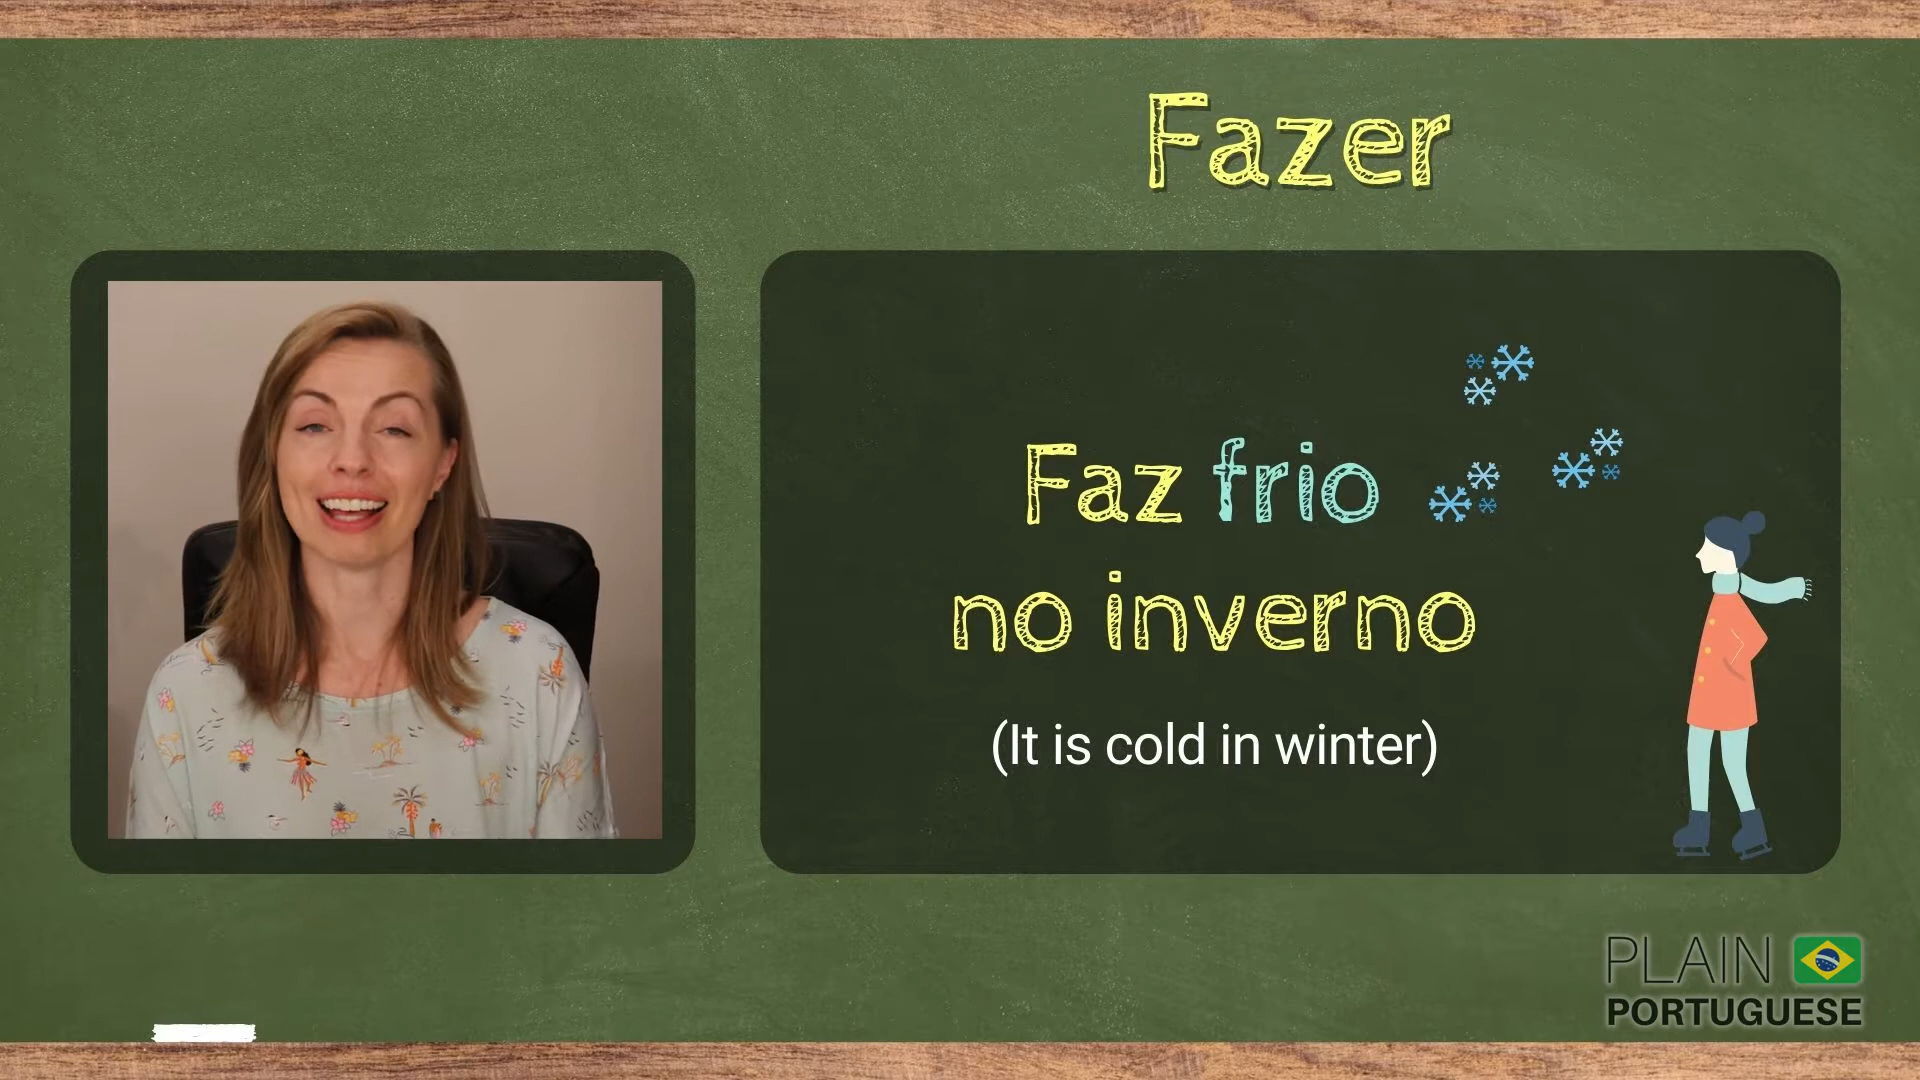 Fazer
Faz frio
no inverno
(It is cold in winter)
PLAIN
PORTUGUESE